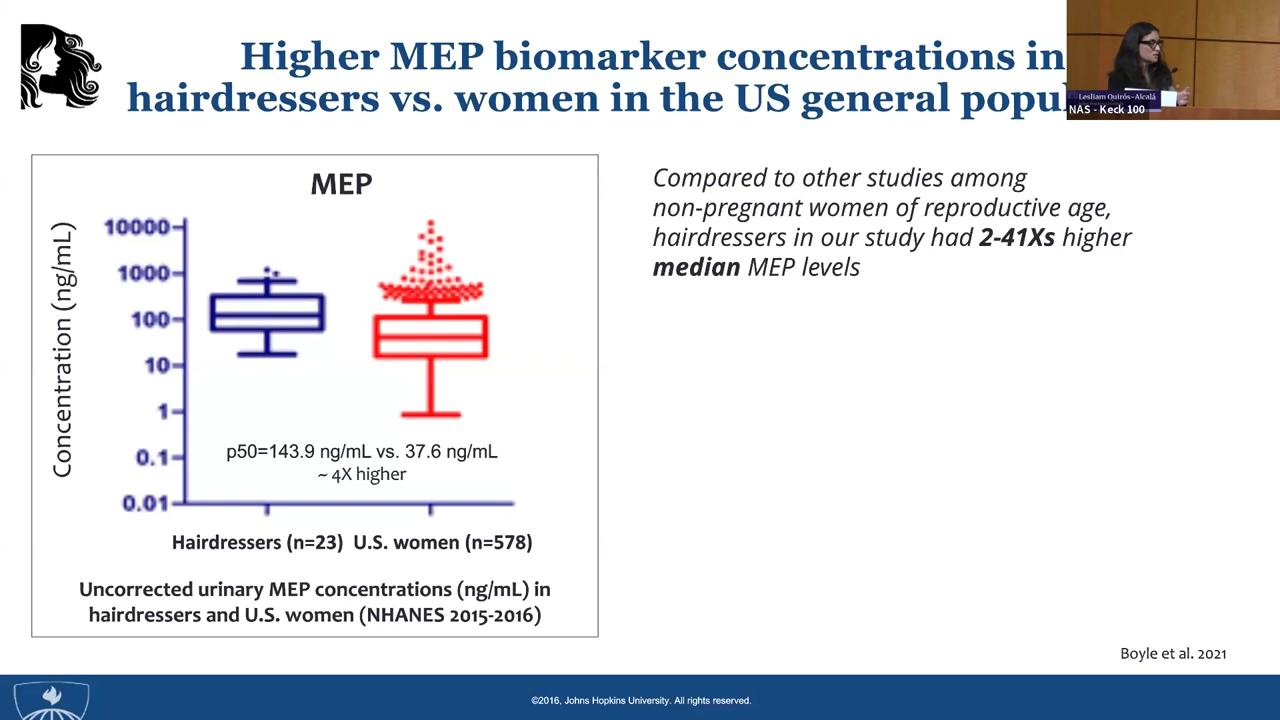 Higher MEP biomarker concentrations in
hairdressers vs. women in the US general popul
Lesliam Quirós-Alcalá
NAS - Keck 100
MEP
Concentration (ng/mL)
10000
1000
100
10
1
0.1
0.01
p50=143.9 ng/mL vs. 37.6 ng/mL
~ 4X higher
Hairdressers (n=23) U.S. women (n=578)
Uncorrected urinary MEP concentrations (ng/mL) in
hairdressers and U.S. women (NHANES 2015-2016)
Compared to other studies among
non-pregnant women of reproductive age,
hairdressers in our study had 2-41Xs higher
median MEP levels
Boyle et al. 2021
©2016, Johns Hopkins University. All rights reserved.